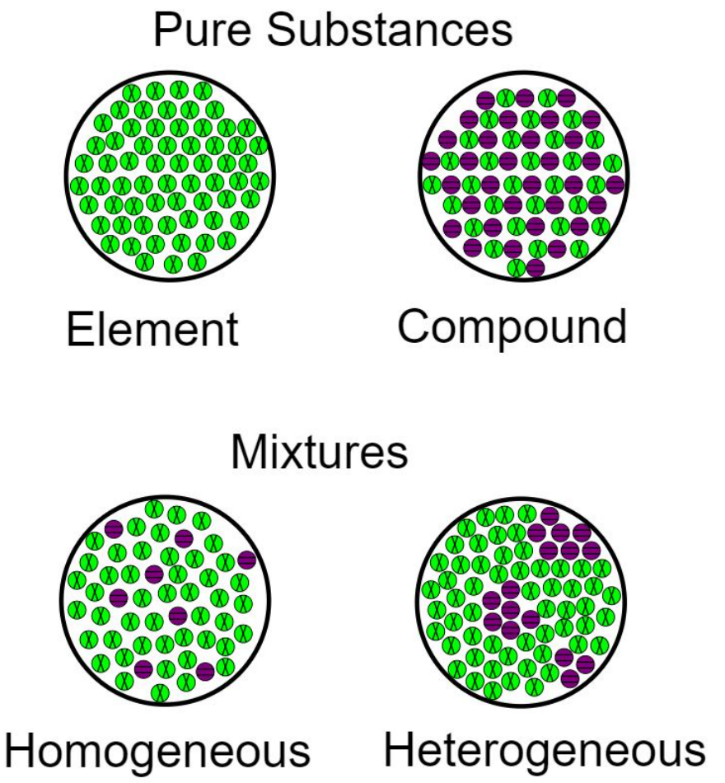 Pure Substances
Element
Compound
Mixtures
Homogeneous
Heterogeneous